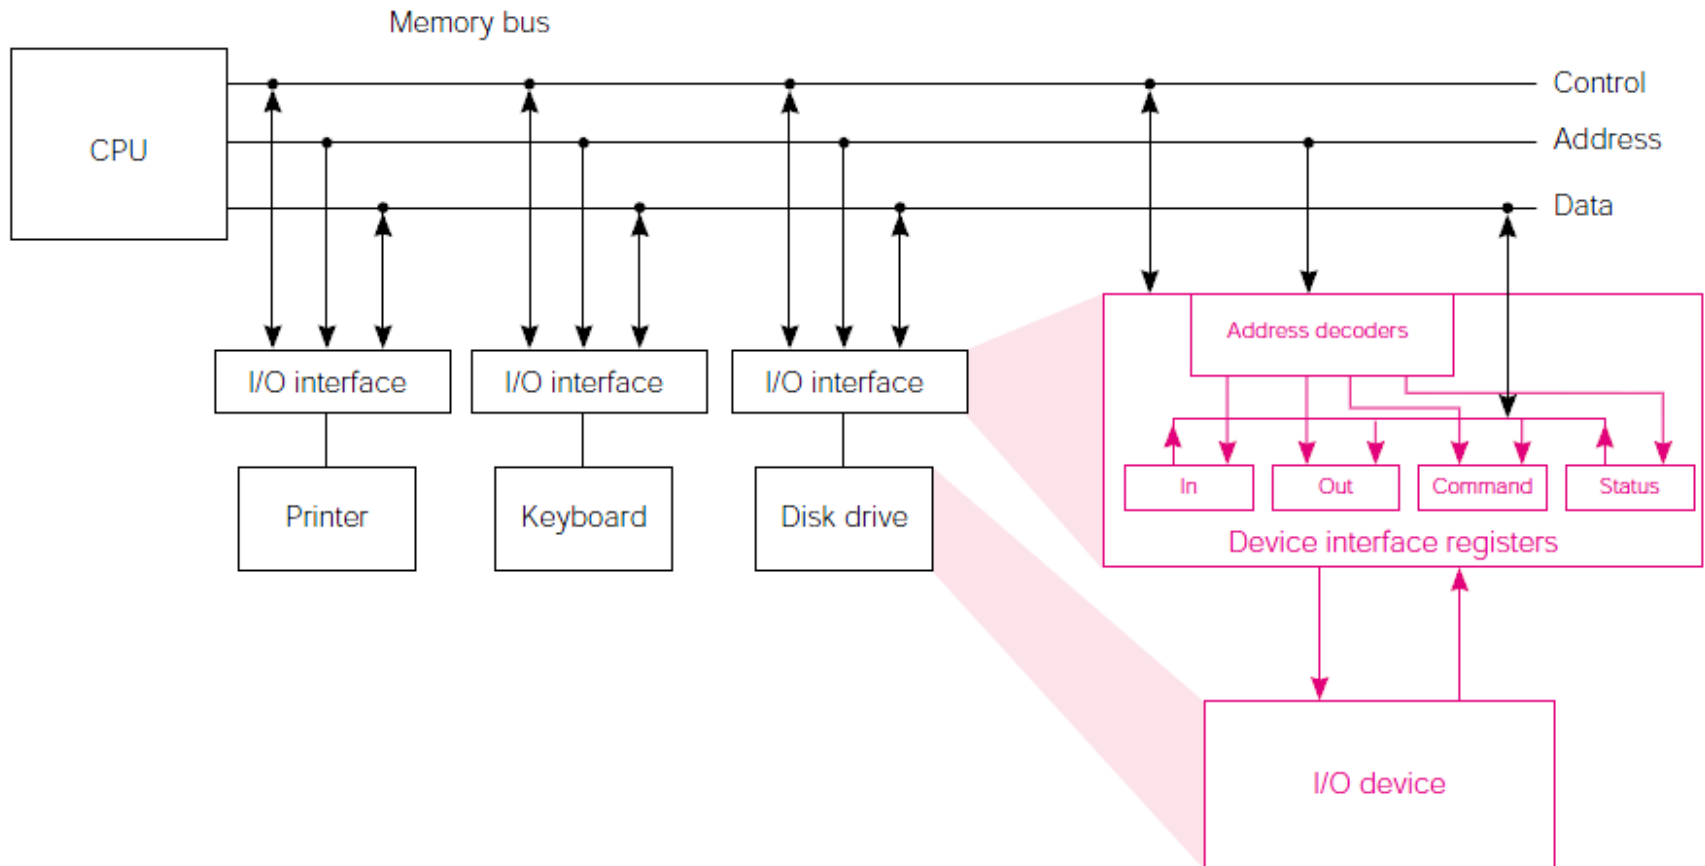 Memory bus
Control
CPU
Address
Data
Address decoders
I/O interface
I/O interface
I/O interface
In
Out
Command
Status
Printer
Keyboard
Disk drive
Device interface registers
I/O device